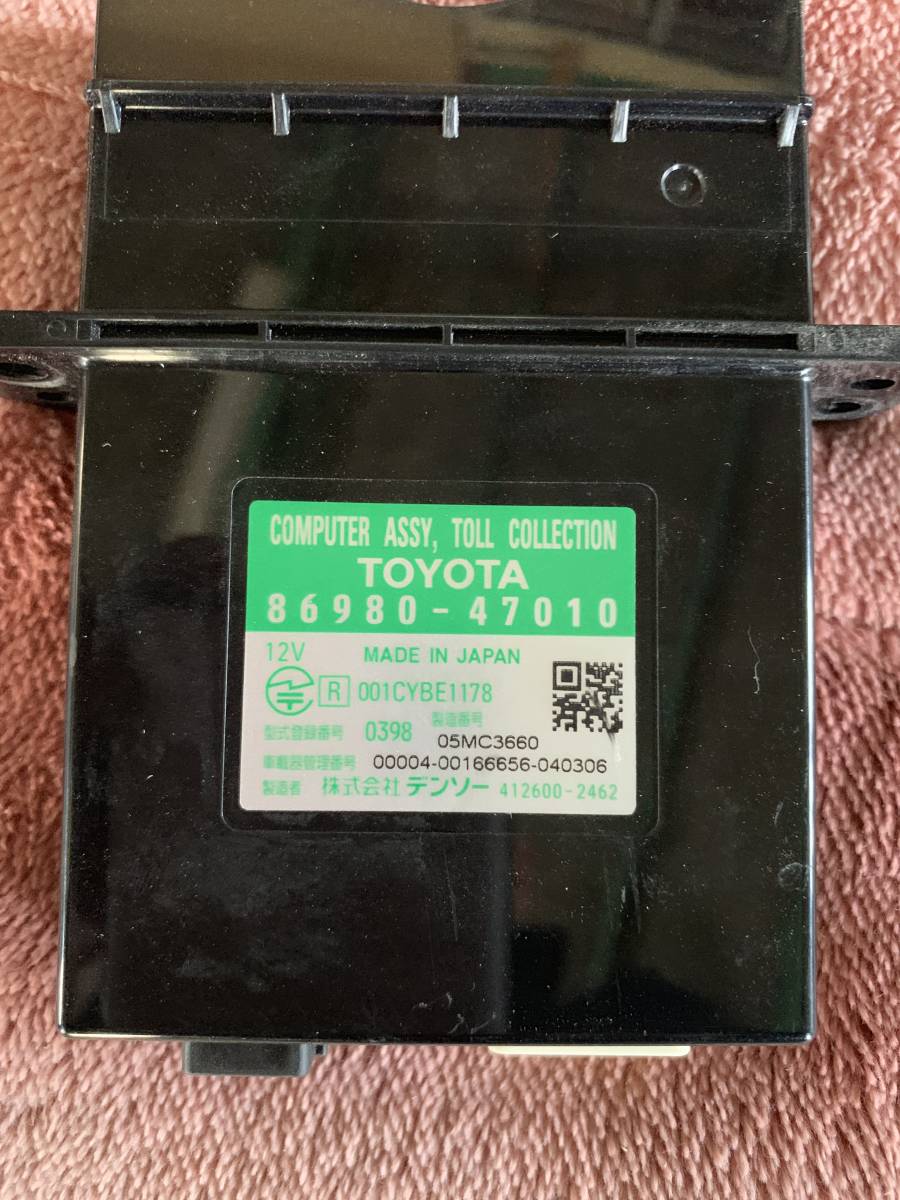 COMPUTER ASSY, TOLL COLLECTION
TOYOTA
86980-47010
12V MADE IN JAPAN
R 001CYBE1178
型式登録番号 0398 製造番号
05MC3660
車載器管理番号 00004-00166656-040306
製造者 株式会社 デンソー 412600-2462